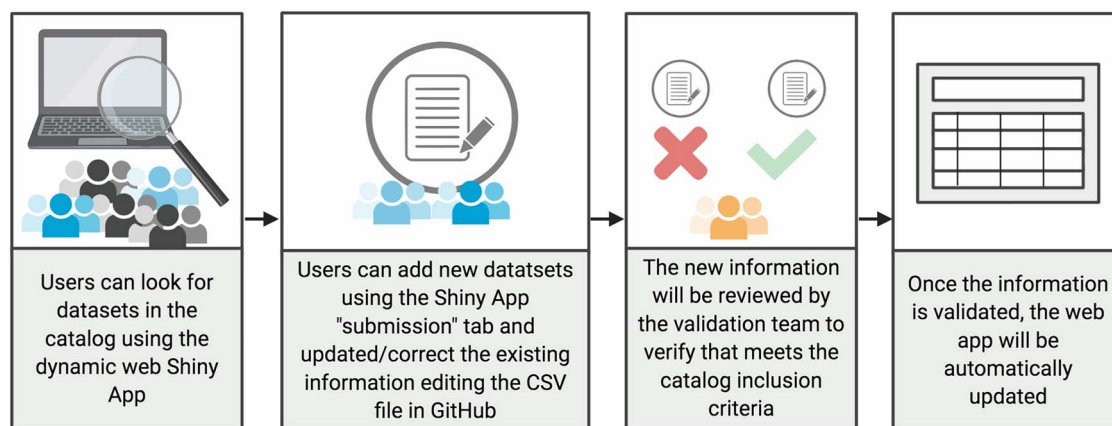 Users can look for
datasets in the
catalog using the
dynamic web Shiny
App
Users can add new datatsets
using the Shiny App
"submission" tab and
updated/correct the existing
information editing the CSV
file in GitHub
The new information
will be reviewed by
the validation team to
verify that meets the
catalog inclusion
criteria
Once the information
is validated, the web
app will be
automatically
updated